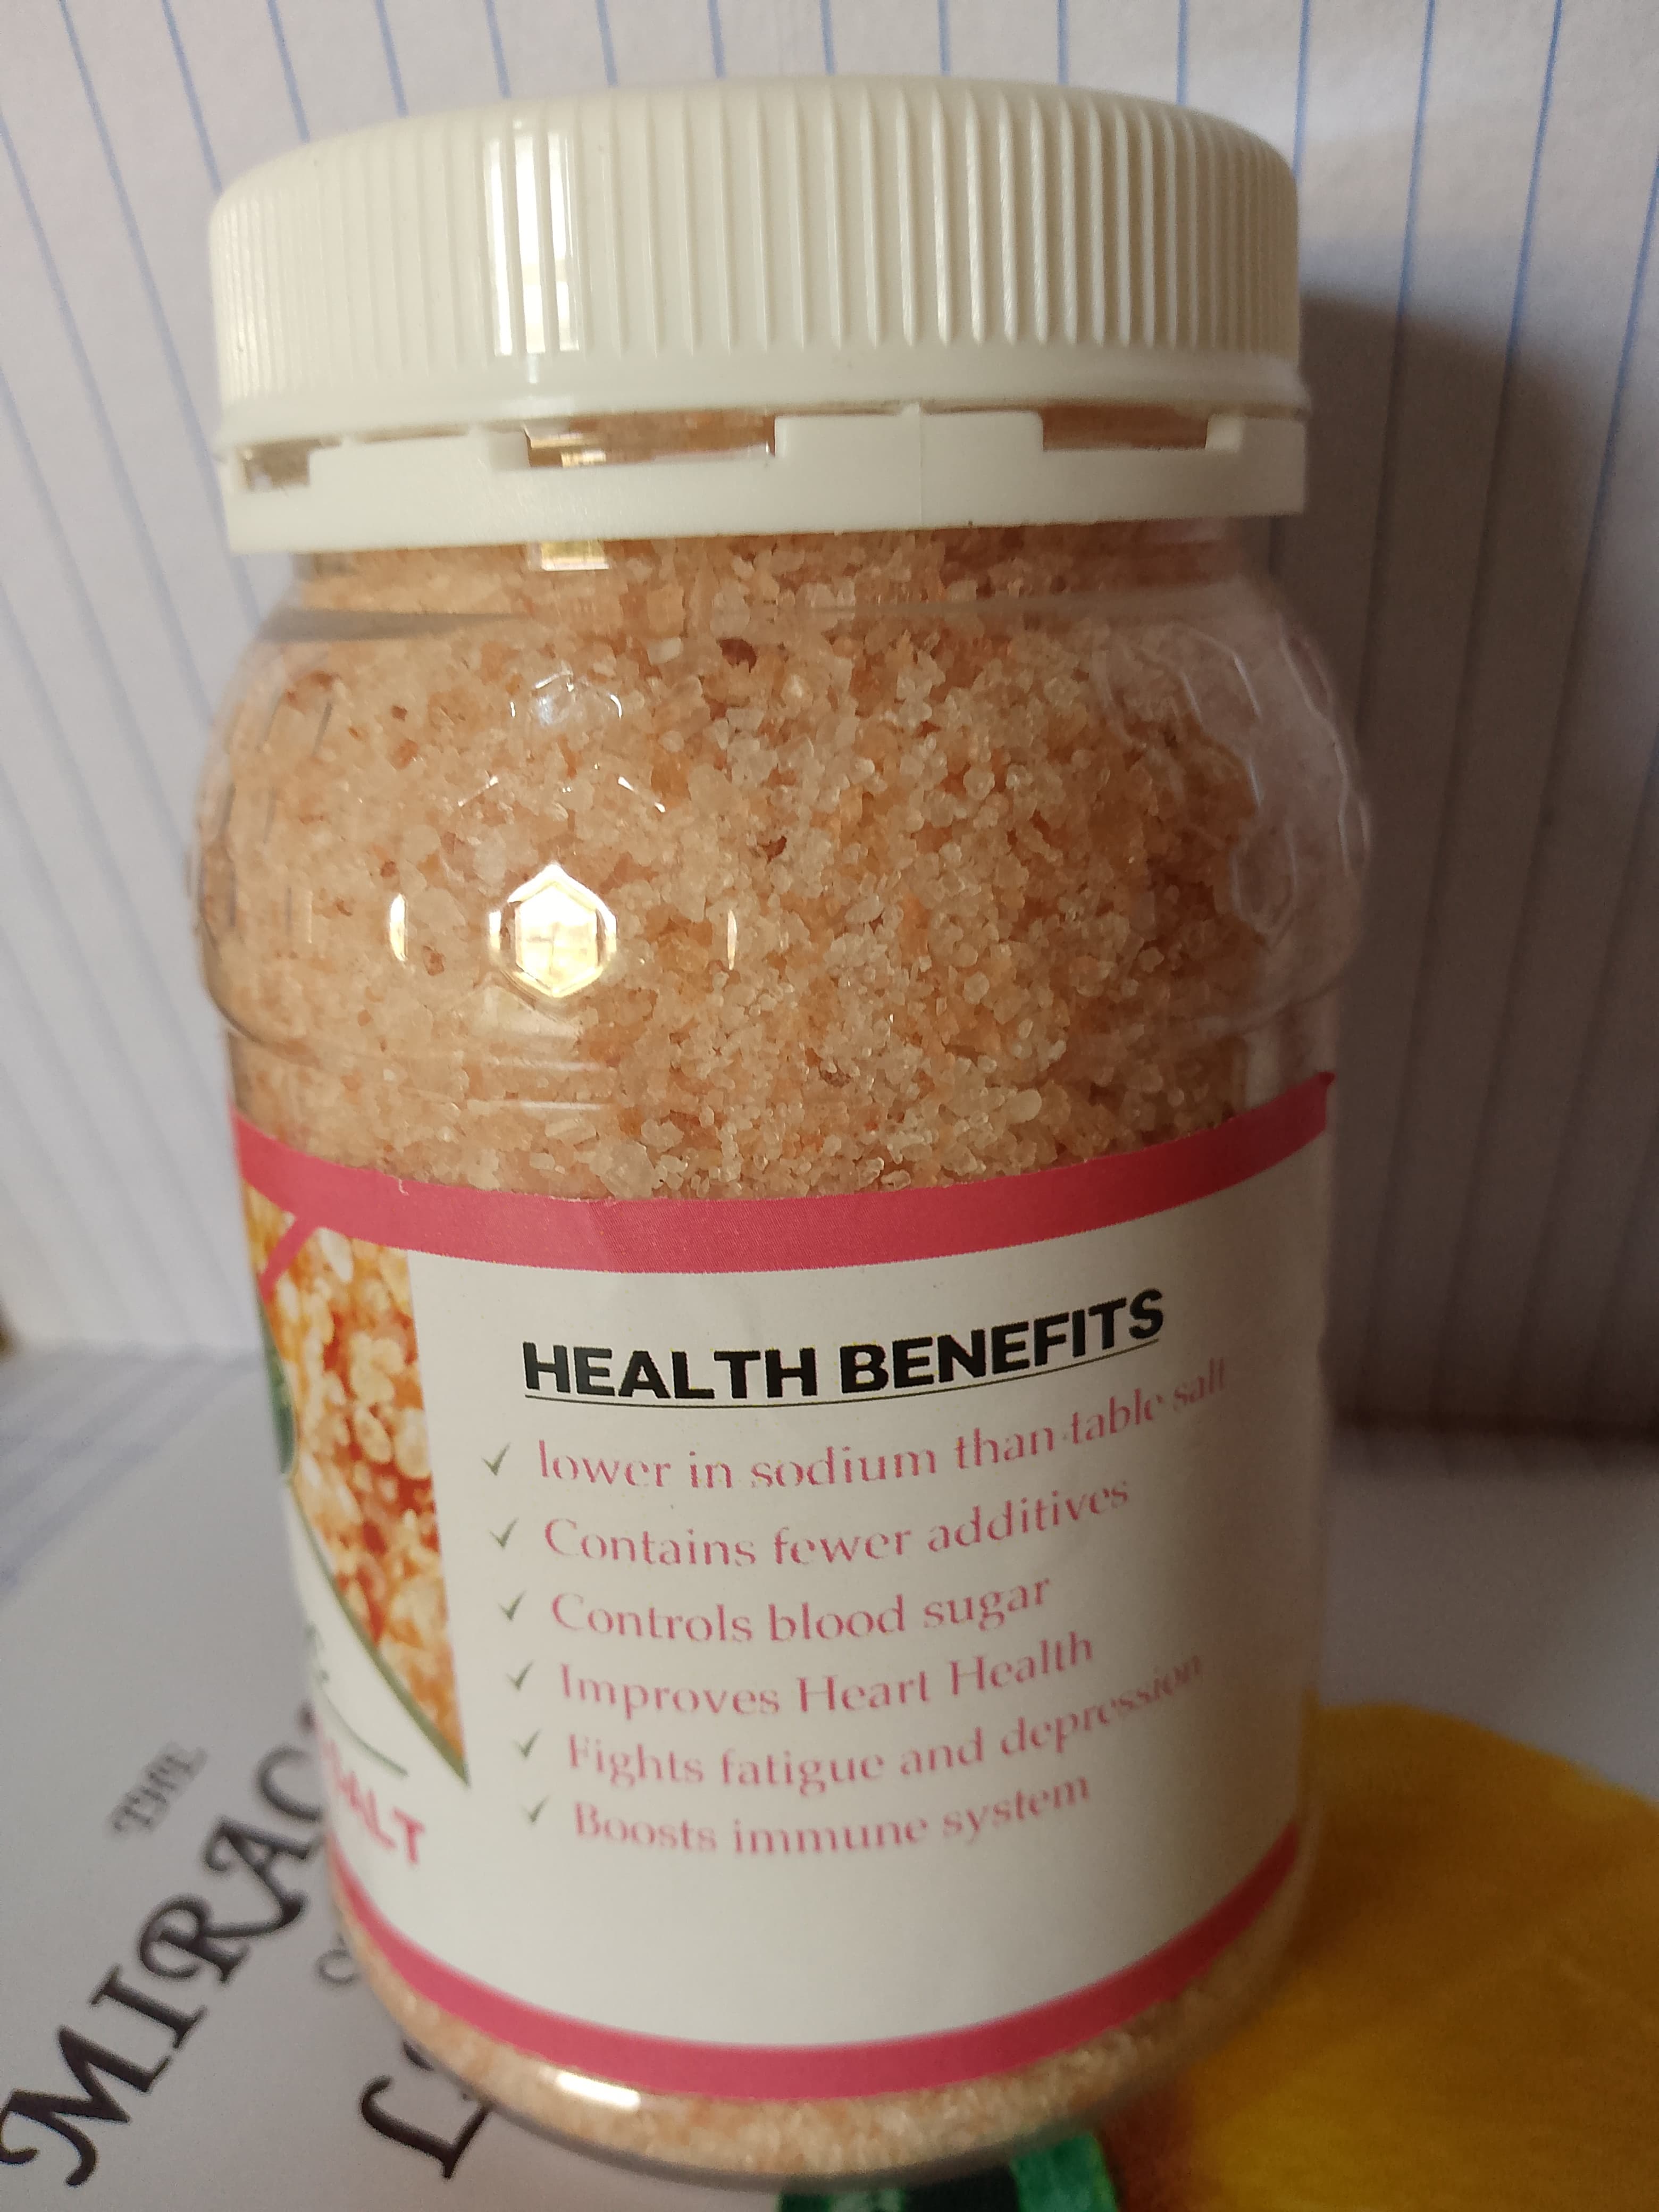 HEALTH BENEFITS
lower in sodium than table salt
Contains fewer additives
Controls blood sugar
Improves Heart Health
Fights fatigue and depression
Boosts immune system
THE